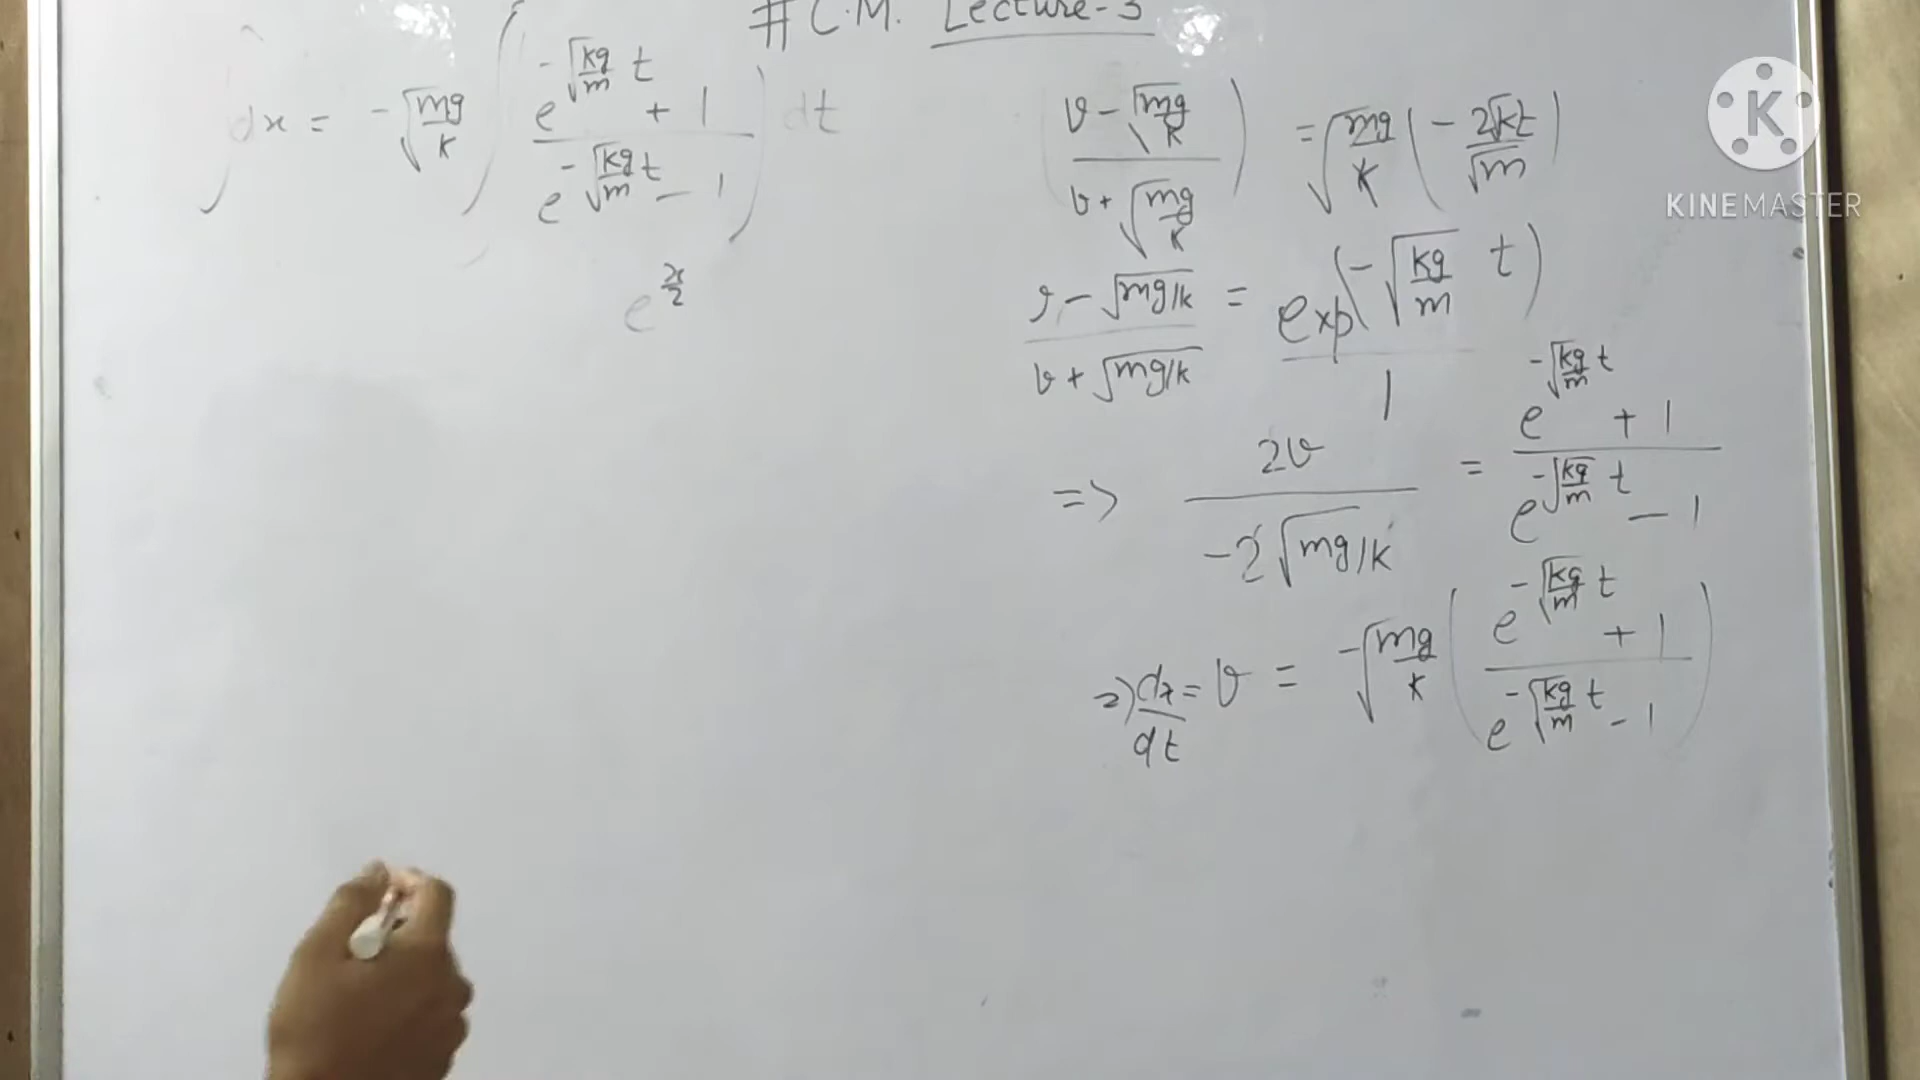 # C.M. Lecture-3
∫dx = -√(mg/k) ∫ ( (e^(-√(kg/m) t) + 1) / (e^(-√(kg/m) t) - 1) ) dt
e^(x/2)
( (v - √(mg/k)) / (v + √(mg/k)) ) = √(mg/k) ( - 2√kt / √m )
(v - √(mg/k)) / (v + √(mg/k)) = exp(-√(kg/m) t) / 1
=> 2v / (-2√(mg/k)) = (e^(-√(kg/m) t) + 1) / (e^(-√(kg/m) t) - 1)
=> dx/dt = v = -√(mg/k) ( (e^(-√(kg/m) t) + 1) / (e^(-√(kg/m) t) - 1) )
K
KINEMASTER